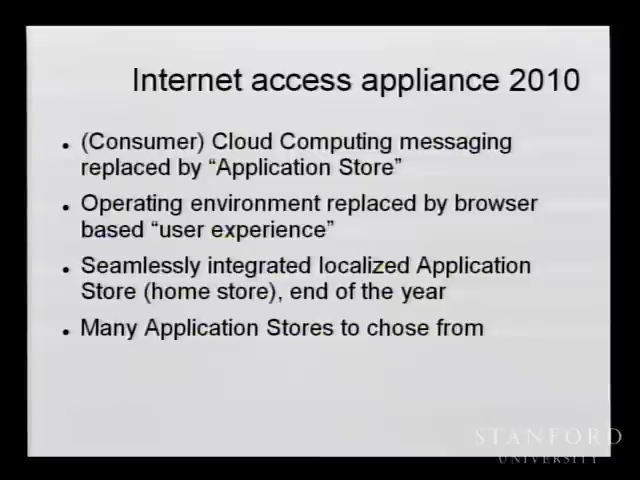 Internet access appliance 2010
• (Consumer) Cloud Computing messaging
replaced by “Application Store”
• Operating environment replaced by browser
based “user experience”
• Seamlessly integrated localized Application
Store (home store), end of the year
• Many Application Stores to chose from
STANFORD
UNIVERSITY